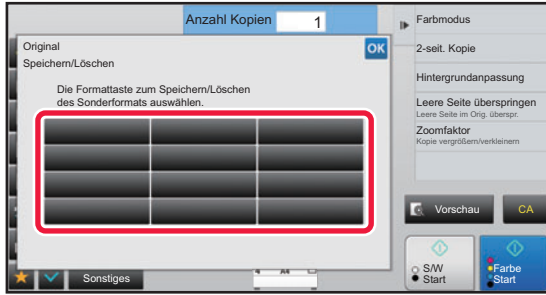 Anzahl Kopien 1
Original
OK
Speichern/Löschen
Die Formattaste zum Speichern/Löschen
des Sonderformats auswählen.
Farbmodus
2-seit. Kopie
Hintergrundanpassung
Leere Seite überspringen
Leere Seite im Orig. überspr.
Zoomfaktor
Kopie vergrößern/verkleinern
Vorschau
CA
Sonstiges
A4
S/W
Start
Farbe
Start